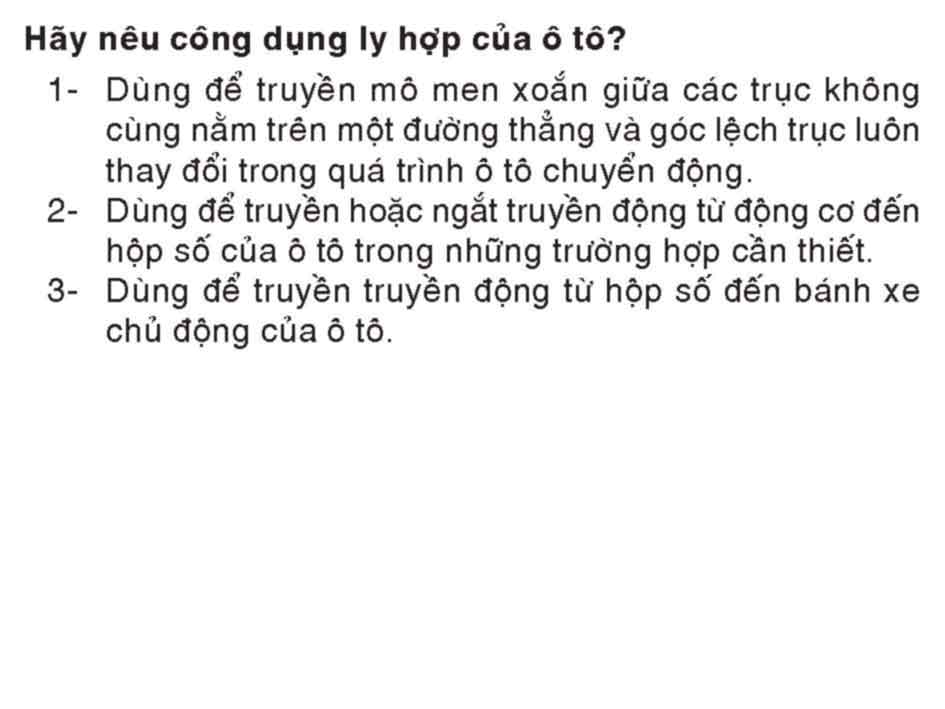 Hãy nêu công dụng ly hợp của ô tô?
1- Dùng để truyền mô men xoắn giữa các trục không
cùng nằm trên một đường thẳng và góc lệch trục luôn
thay đổi trong quá trình ô tô chuyển động.
2- Dùng để truyền hoặc ngắt truyền động từ động cơ đến
hộp số của ô tô trong những trường hợp cần thiết.
3- Dùng để truyền truyền động từ hộp số đến bánh xe
chủ động của ô tô.